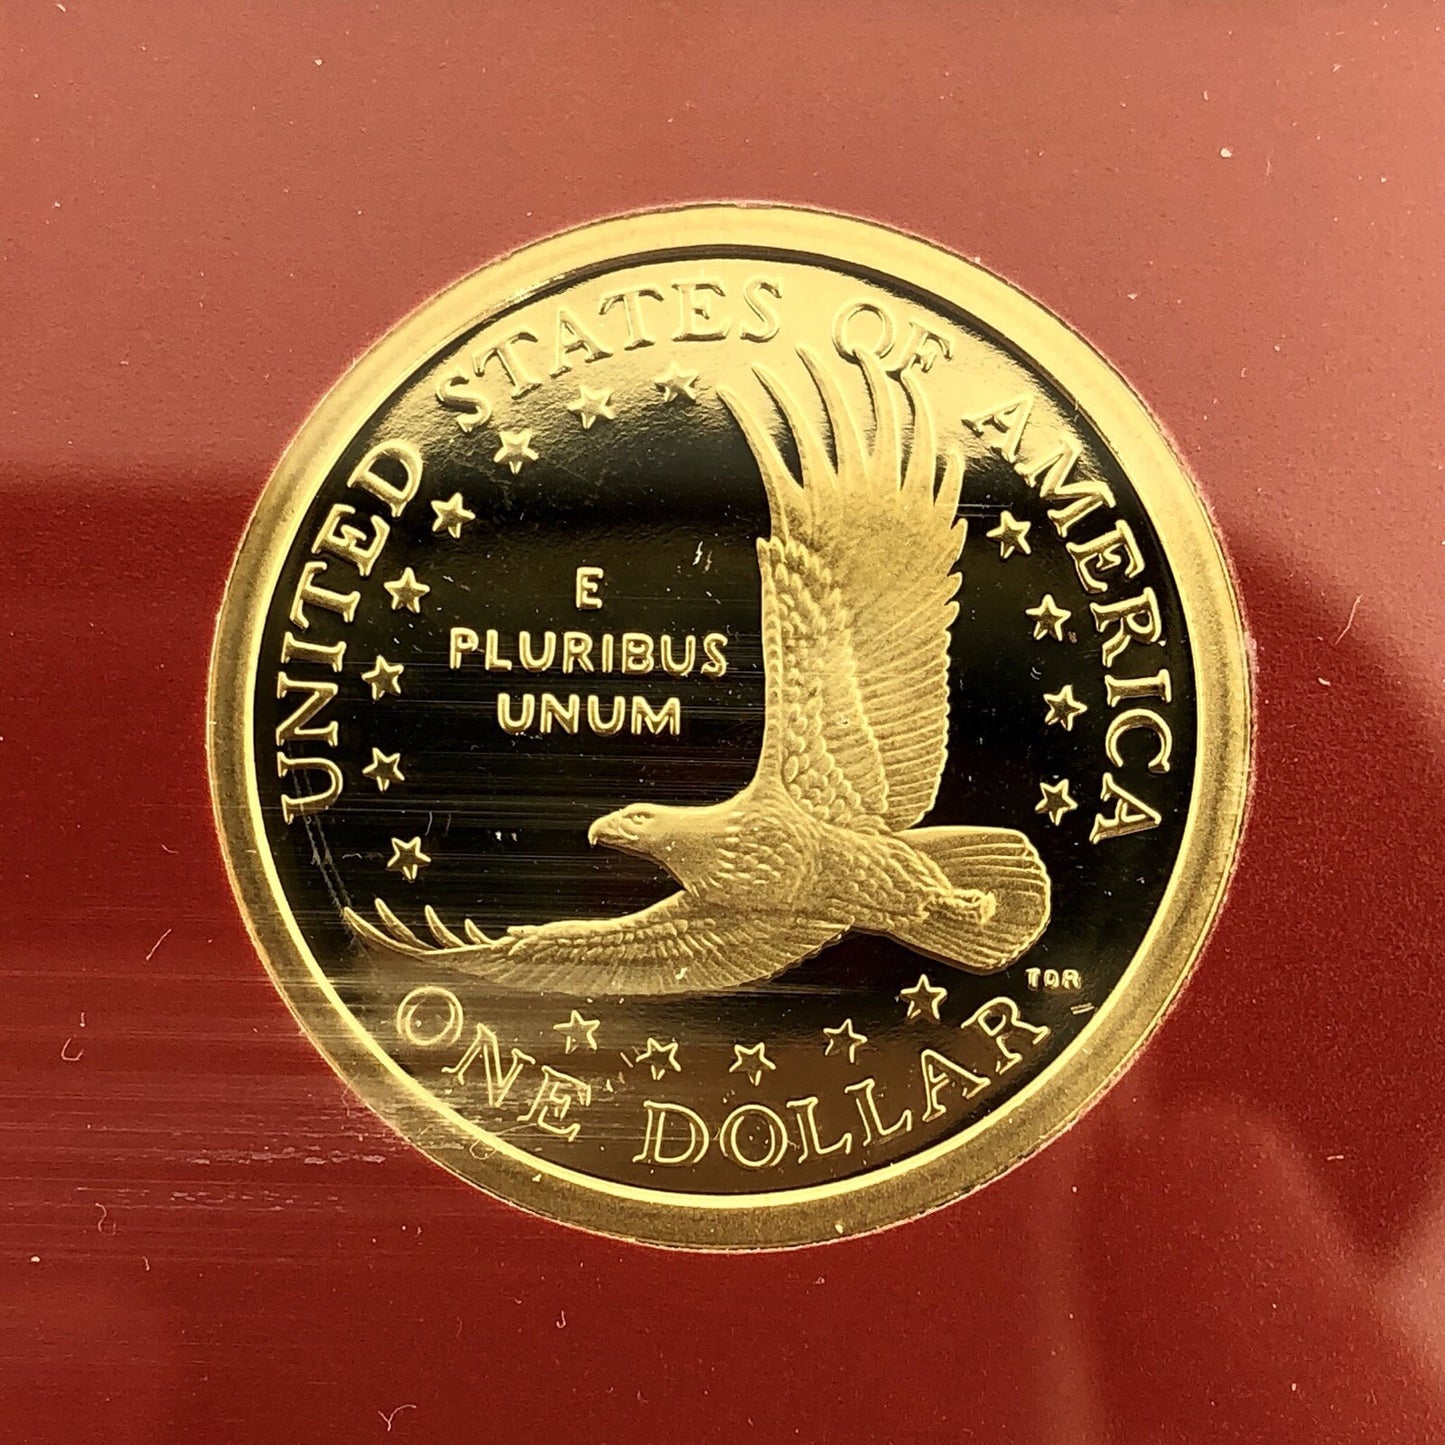 UNITED STATES OF AMERICA
E
PLURIBUS
UNUM
TDR
ONE DOLLAR